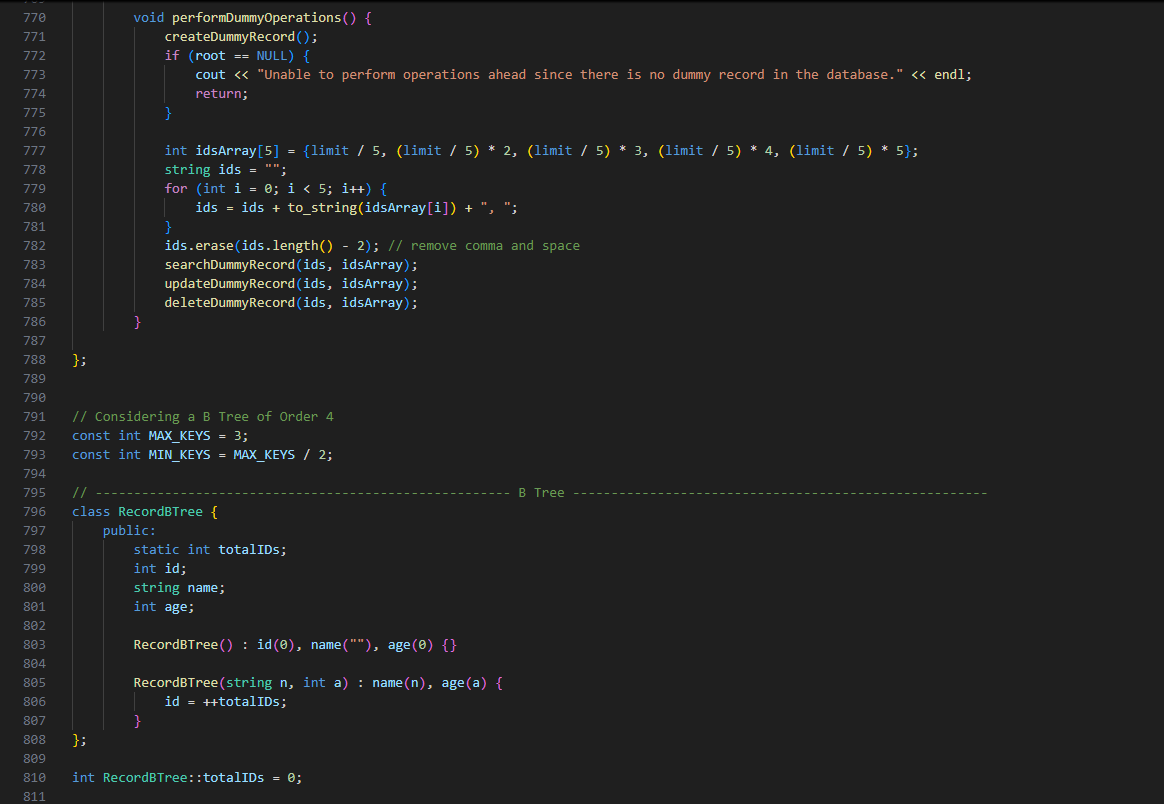 770 void performDummyOperations() {
771 createDummyRecord();
772 if (root == NULL) {
773 cout << "Unable to perform operations ahead since there is no dummy record in the database." << endl;
774 return;
775 }
776
777 int idsArray[5] = {limit / 5, (limit / 5) * 2, (limit / 5) * 3, (limit / 5) * 4, (limit / 5) * 5};
778 string ids = "";
779 for (int i = 0; i < 5; i++) {
780 ids = ids + to_string(idsArray[i]) + ", ";
781 }
782 ids.erase(ids.length() - 2); // remove comma and space
783 searchDummyRecord(ids, idsArray);
784 updateDummyRecord(ids, idsArray);
785 deleteDummyRecord(ids, idsArray);
786 }
787
788 };
789
790
791 // Considering a B Tree of Order 4
792 const int MAX_KEYS = 3;
793 const int MIN_KEYS = MAX_KEYS / 2;
794
795 // ------------------------------------------------------ B Tree ------------------------------------------------------
796 class RecordBTree {
797 public:
798 static int totalIDs;
799 int id;
800 string name;
801 int age;
802
803 RecordBTree() : id(0), name(""), age(0) {}
804
805 RecordBTree(string n, int a) : name(n), age(a) {
806 id = ++totalIDs;
807 }
808 };
809
810 int RecordBTree::totalIDs = 0;
811